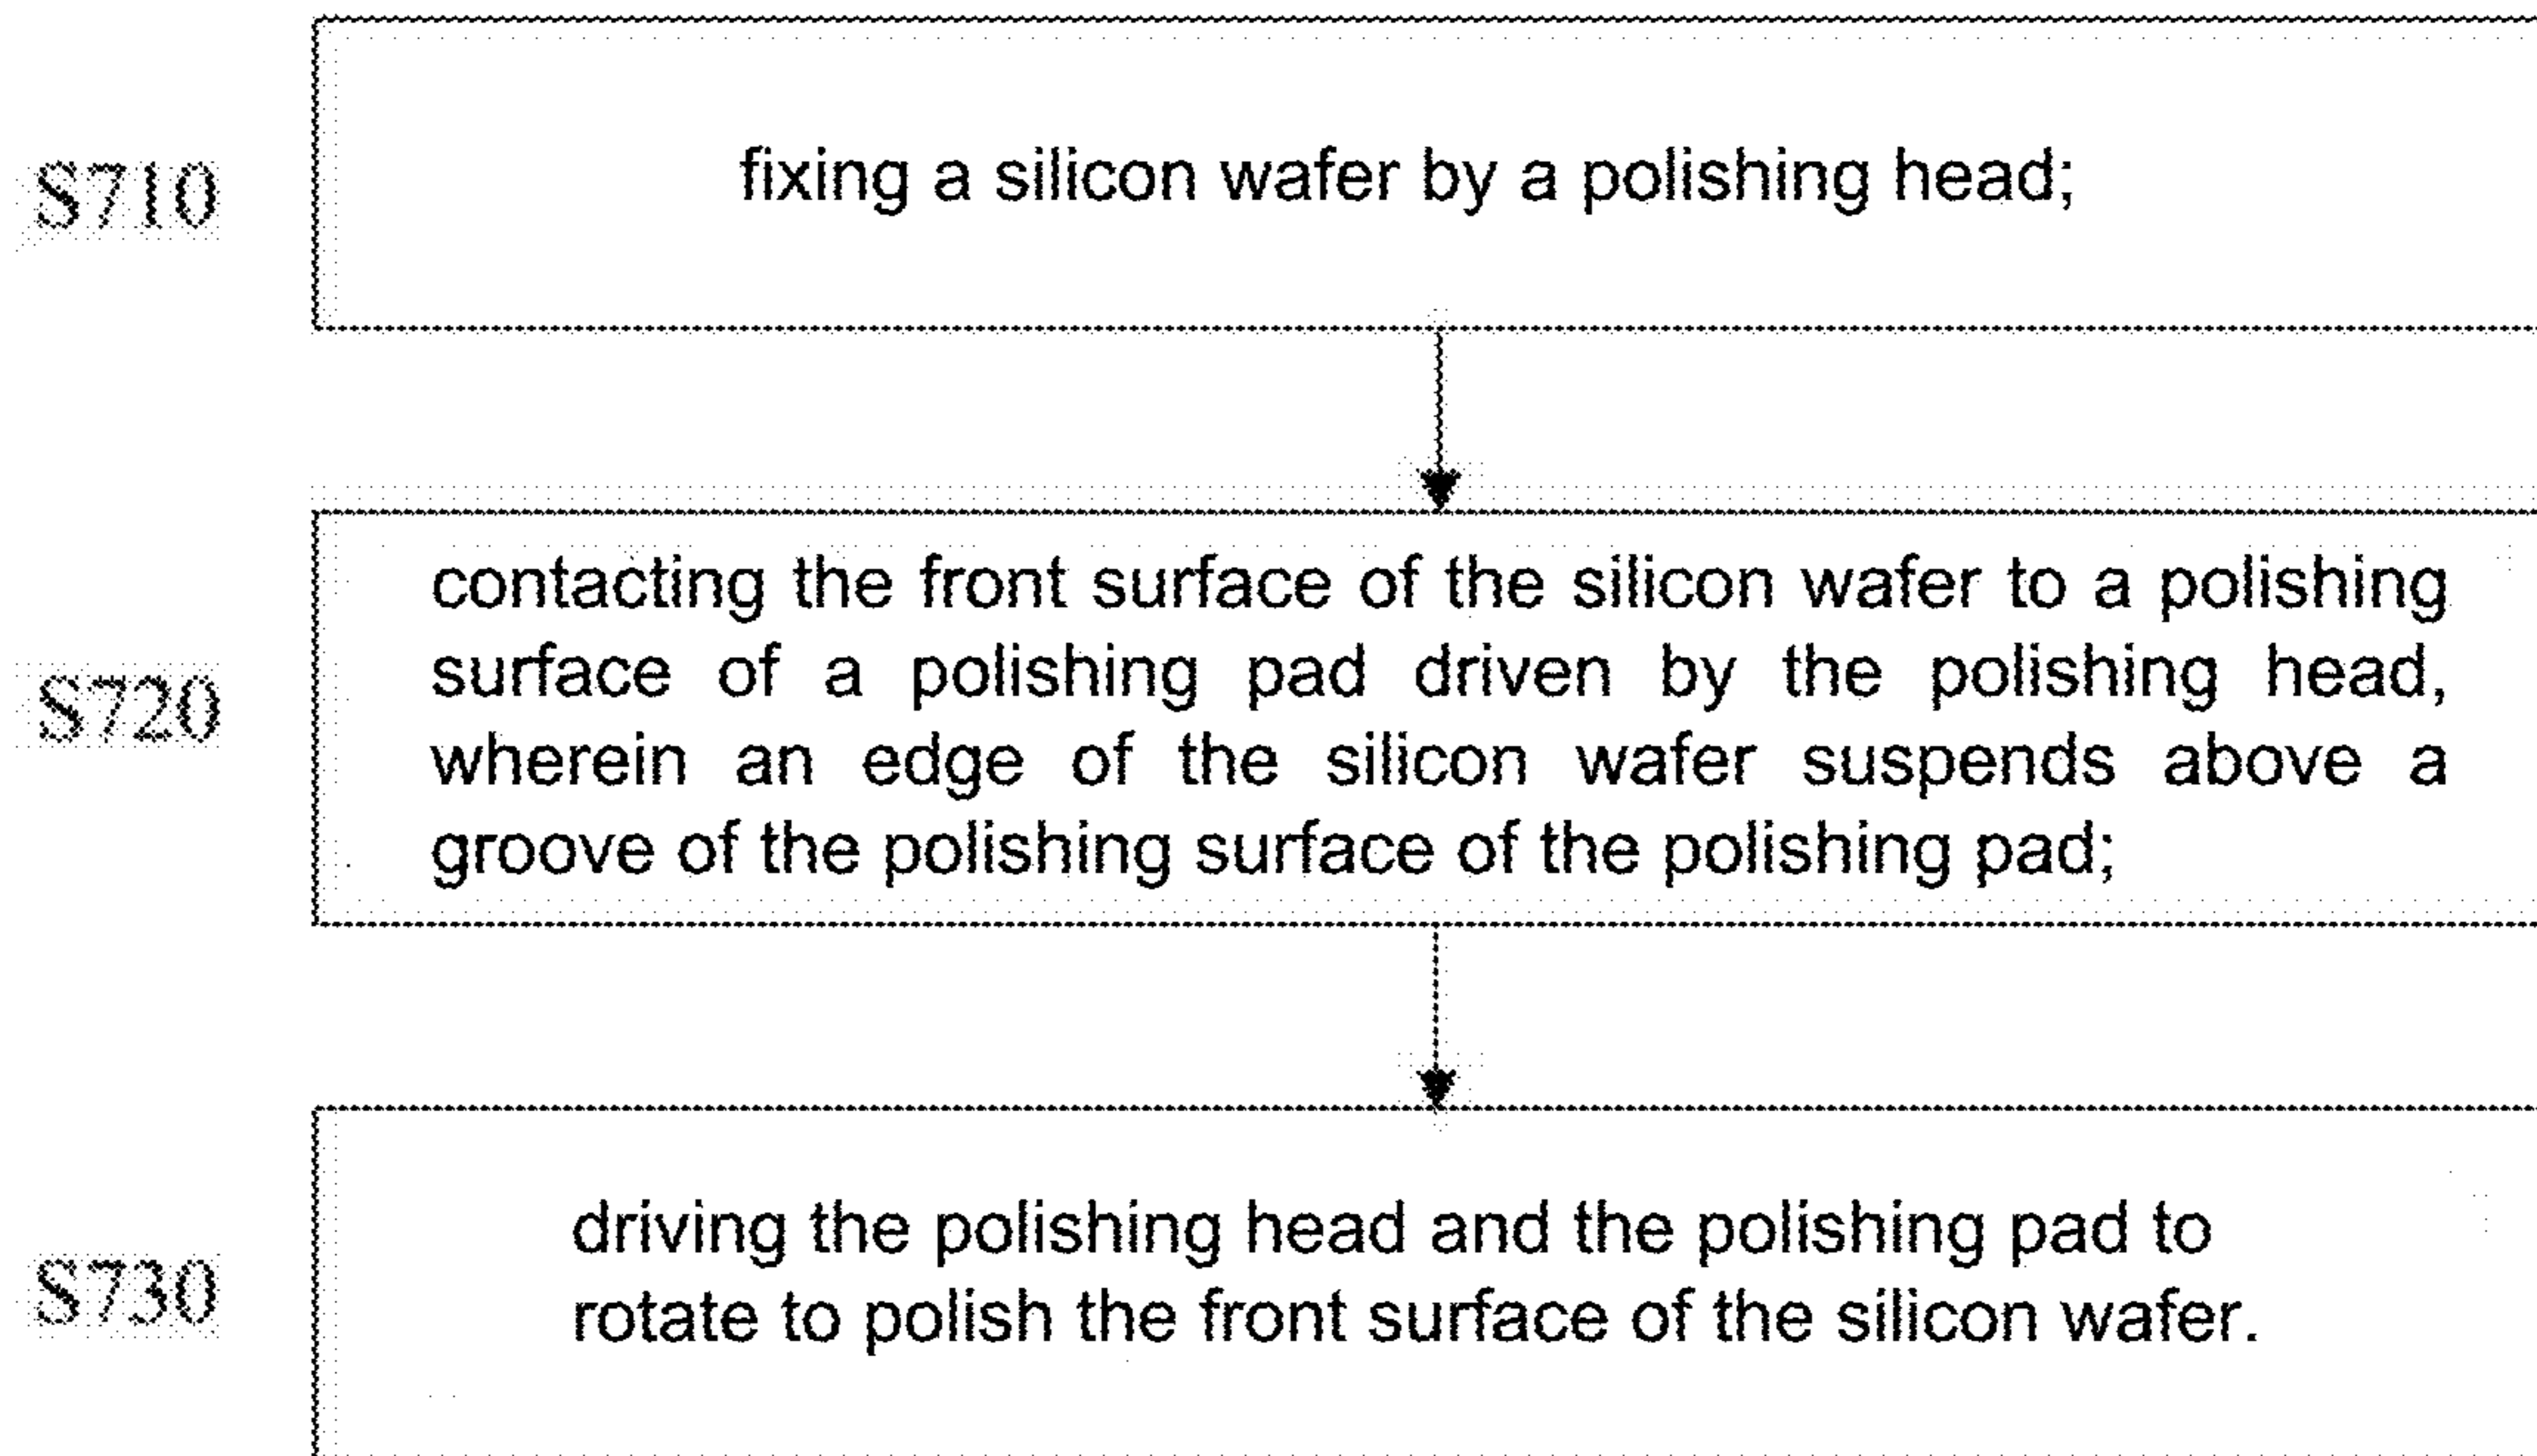 S710
fixing a silicon wafer by a polishing head;
S720
contacting the front surface of the silicon wafer to a polishing
surface of a polishing pad driven by the polishing head,
wherein an edge of the silicon wafer suspends above a
groove of the polishing surface of the polishing pad;
S730
driving the polishing head and the polishing pad to
rotate to polish the front surface of the silicon wafer.